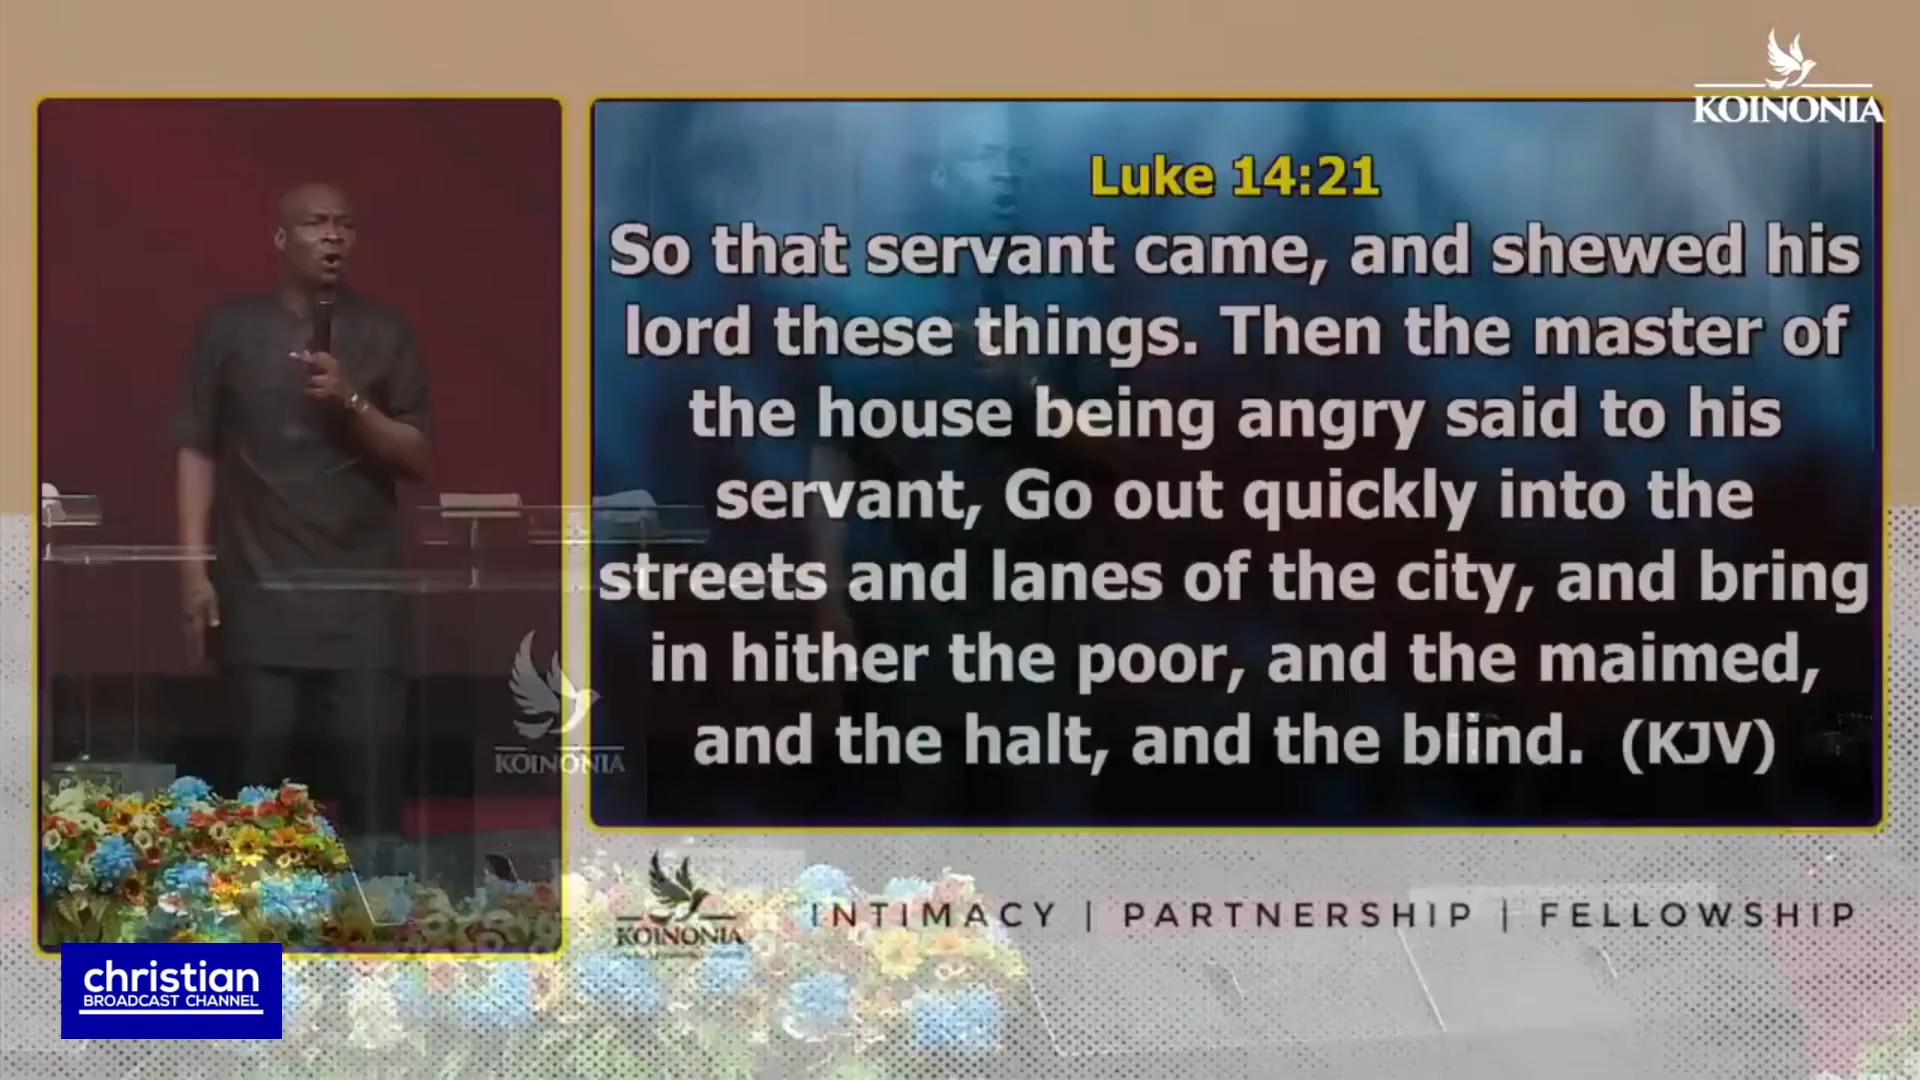 KOINONIA
Luke 14:21
So that servant came, and shewed his
lord these things. Then the master of
the house being angry said to his
servant, Go out quickly into the
streets and lanes of the city, and bring
in hither the poor, and the maimed,
and the halt, and the blind. (KJV)
KOINONIA
KOINONIA
INTIMACY | PARTNERSHIP | FELLOWSHIP
christian
BROADCAST CHANNEL